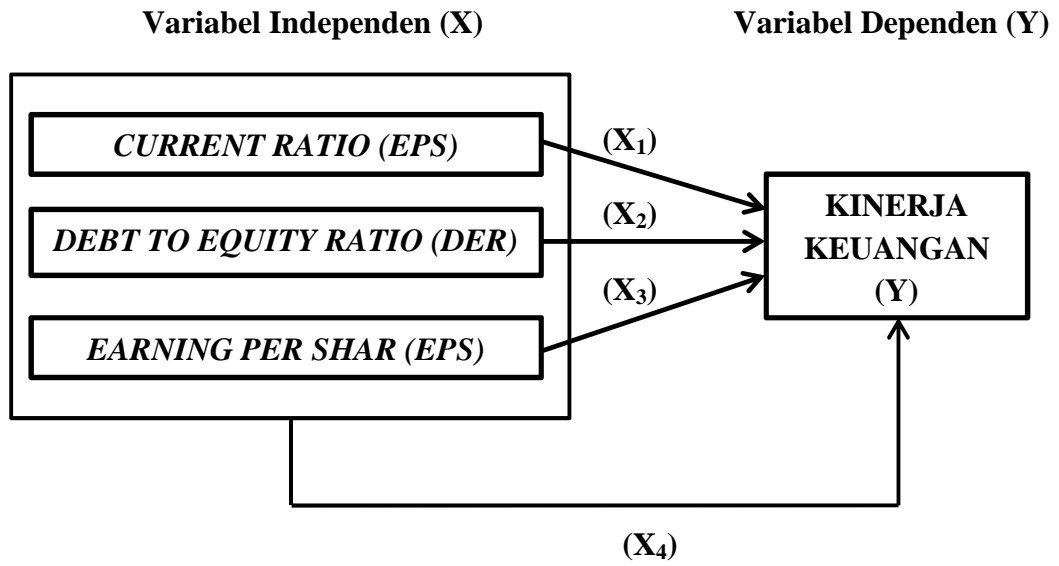 Variabel Independen (X)
Variabel Dependen (Y)
CURRENT RATIO (EPS)
(X₁)
DEBT TO EQUITY RATIO (DER)
(X₂)
KINERJA
KEUANGAN
(Y)
(X₃)
EARNING PER SHAR (EPS)
(X₄)